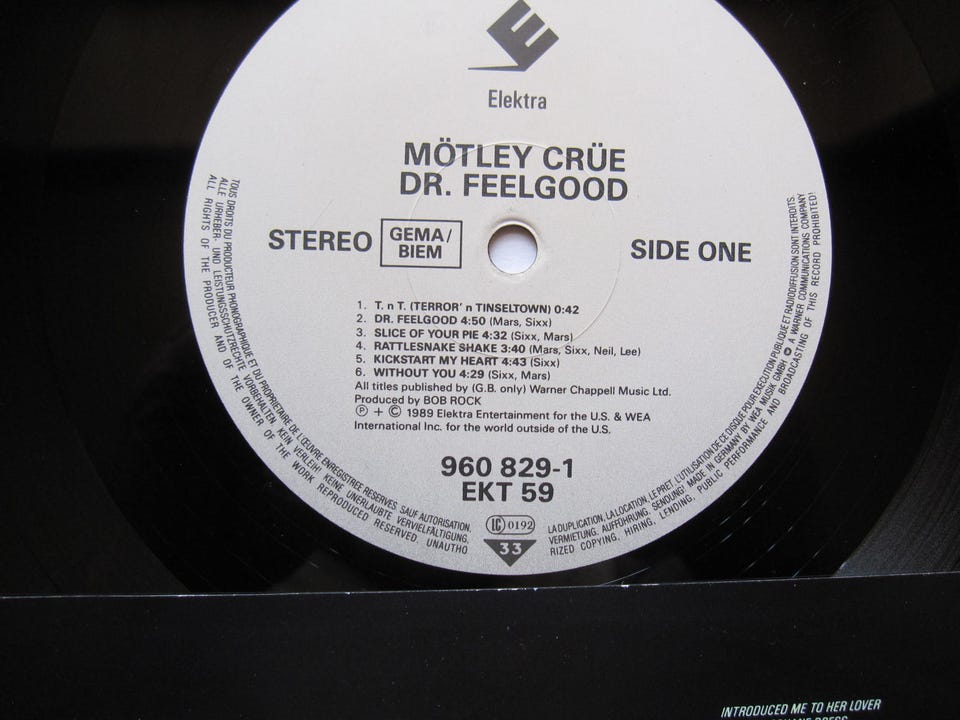 Elektra
MÖTLEY CRÜE
DR. FEELGOOD
STEREO
GEMA/
BIEM
SIDE ONE
1. T. n T. (TERROR' n TINSELTOWN) 0:42
2. DR. FEELGOOD 4:50 (Mars, Sixx)
3. SLICE OF YOUR PIE 4:32 (Sixx, Mars)
4. RATTLESNAKE SHAKE 3:40 (Mars, Sixx, Neil, Lee)
5. KICKSTART MY HEART 4:43 (Sixx)
6. WITHOUT YOU 4:29 (Sixx, Mars)
All titles published by (G.B. only) Warner Chappell Music Ltd.
Produced by BOB ROCK
Ⓟ + © 1989 Elektra Entertainment for the U.S. & WEA
International Inc. for the world outside of the U.S.
960 829-1
EKT 59
LC 0192
33
TOUS DROITS DU PRODUCTEUR PHONOGRAPHIQUE ET DU PROPRIETAIRE DE L'ŒUVRE ENREGISTREE RESERVES. SAUF AUTORISATION,
LA DUPLICATION, LA LOCATION, LE PRET, L'UTILISATION DE CE DISQUE POUR EXECUTION PUBLIQUE ET RADIODIFFUSION SONT INTERDITS.
ALLE URHEBER- UND LEISTUNGSSCHUTZRECHTE VORBEHALTEN. KEIN VERLEIH! KEINE UNERLAUBTE VERVIELFÄLTIGUNG,
VERMIETUNG, AUFFÜHRUNG, SENDUNG! MADE IN GERMANY BY WEA MUSIK GMBH A WARNER COMMUNICATIONS COMPANY
ALL RIGHTS OF THE PRODUCER AND OF THE OWNER OF THE WORK REPRODUCED RESERVED. UNAUTHO
RIZED COPYING, HIRING, LENDING, PUBLIC PERFORMANCE AND BROADCASTING OF THIS RECORD PROHIBITED!
INTRODUCED ME TO HER LOVER